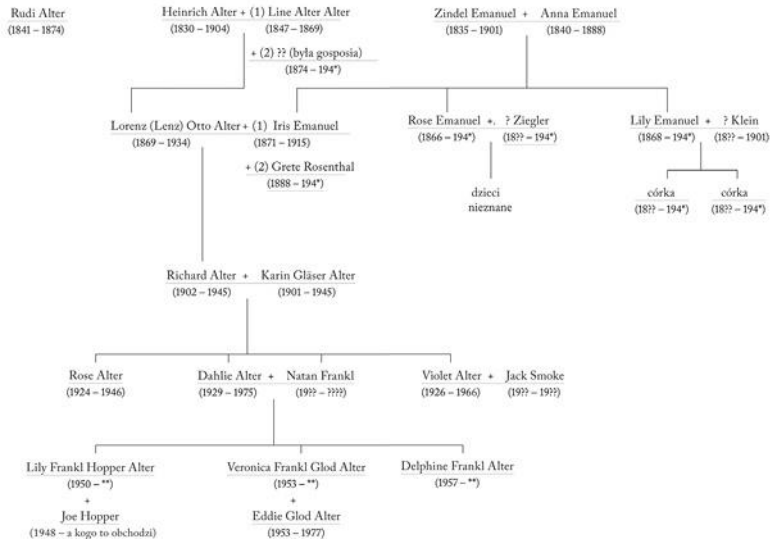 Rudi Alter
(1841 – 1874)
Heinrich Alter + (1) Line Alter Alter
(1830 – 1904) (1847 – 1869)
+ (2) ?? (była gosposia)
(1874 – 194*)
Zindel Emanuel + Anna Emanuel
(1835 – 1901) (1840 – 1888)
Lorenz (Lenz) Otto Alter + (1) Iris Emanuel
(1869 – 1934) (1871 – 1915)
+ (2) Grete Rosenthal
(1888 – 194*)
Rose Emanuel +. ? Ziegler
(1866 – 194*) (18?? – 194*)
dzieci
nieznane
Lily Emanuel + ? Klein
(1868 – 194*) (18?? – 1901)
córka córka
(18?? – 194*) (18?? – 194*)
Richard Alter + Karin Gläser Alter
(1902 – 1945) (1901 – 1945)
Rose Alter
(1924 – 1946)
Dahlie Alter + Natan Frankl
(1929 – 1975) (19?? – ????)
Violet Alter + Jack Smoke
(1926 – 1966) (19?? – 19??)
Lily Frankl Hopper Alter
(1950 – **)
+
Joe Hopper
(1948 – a kogo to obchodzi)
Veronica Frankl Glod Alter
(1953 – **)
+
Eddie Glod Alter
(1953 – 1977)
Delphine Frankl Alter
(1957 – **)